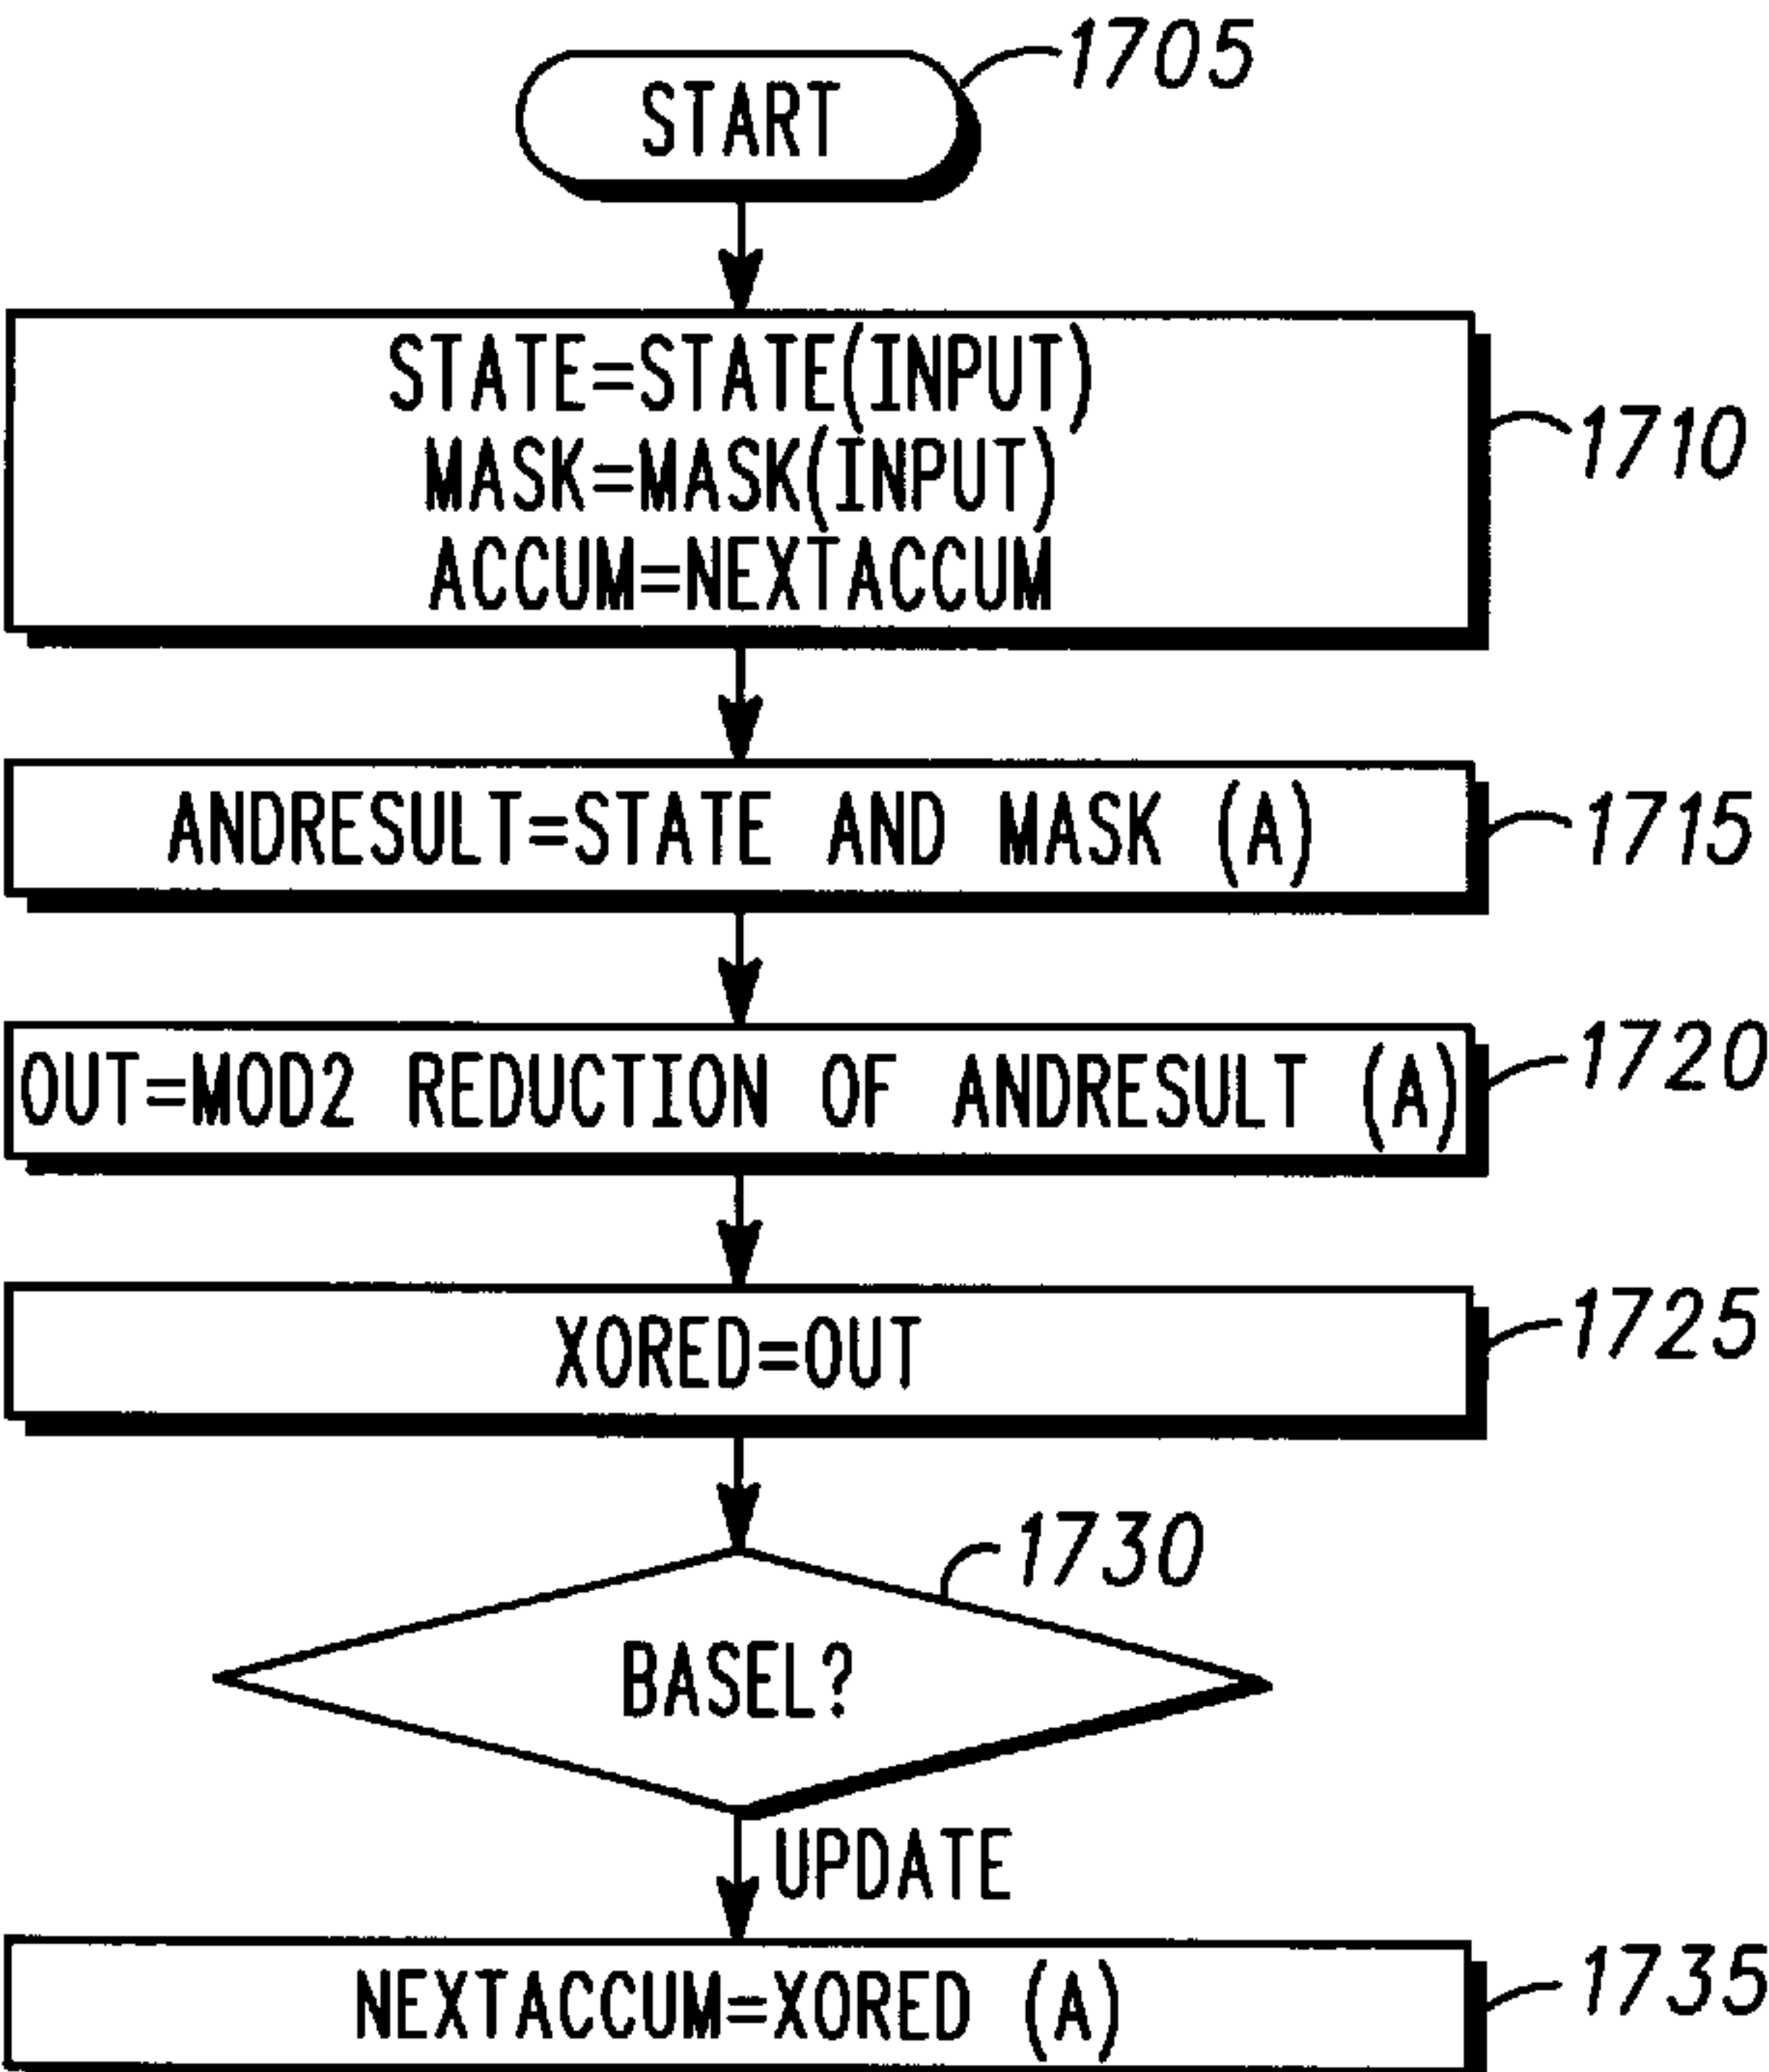 START
1705
STATE=STATE(INPUT)
MASK=MASK(INPUT)
ACCUM=NEXTACCUM
1710
ANDRESULT=STATE AND MASK (A)
1715
OUT=MOD2 REDUCTION OF ANDRESULT (A)
1720
XORED=OUT
1725
1730
BASEL?
UPDATE
NEXTACCUM=XORED (A)
1735